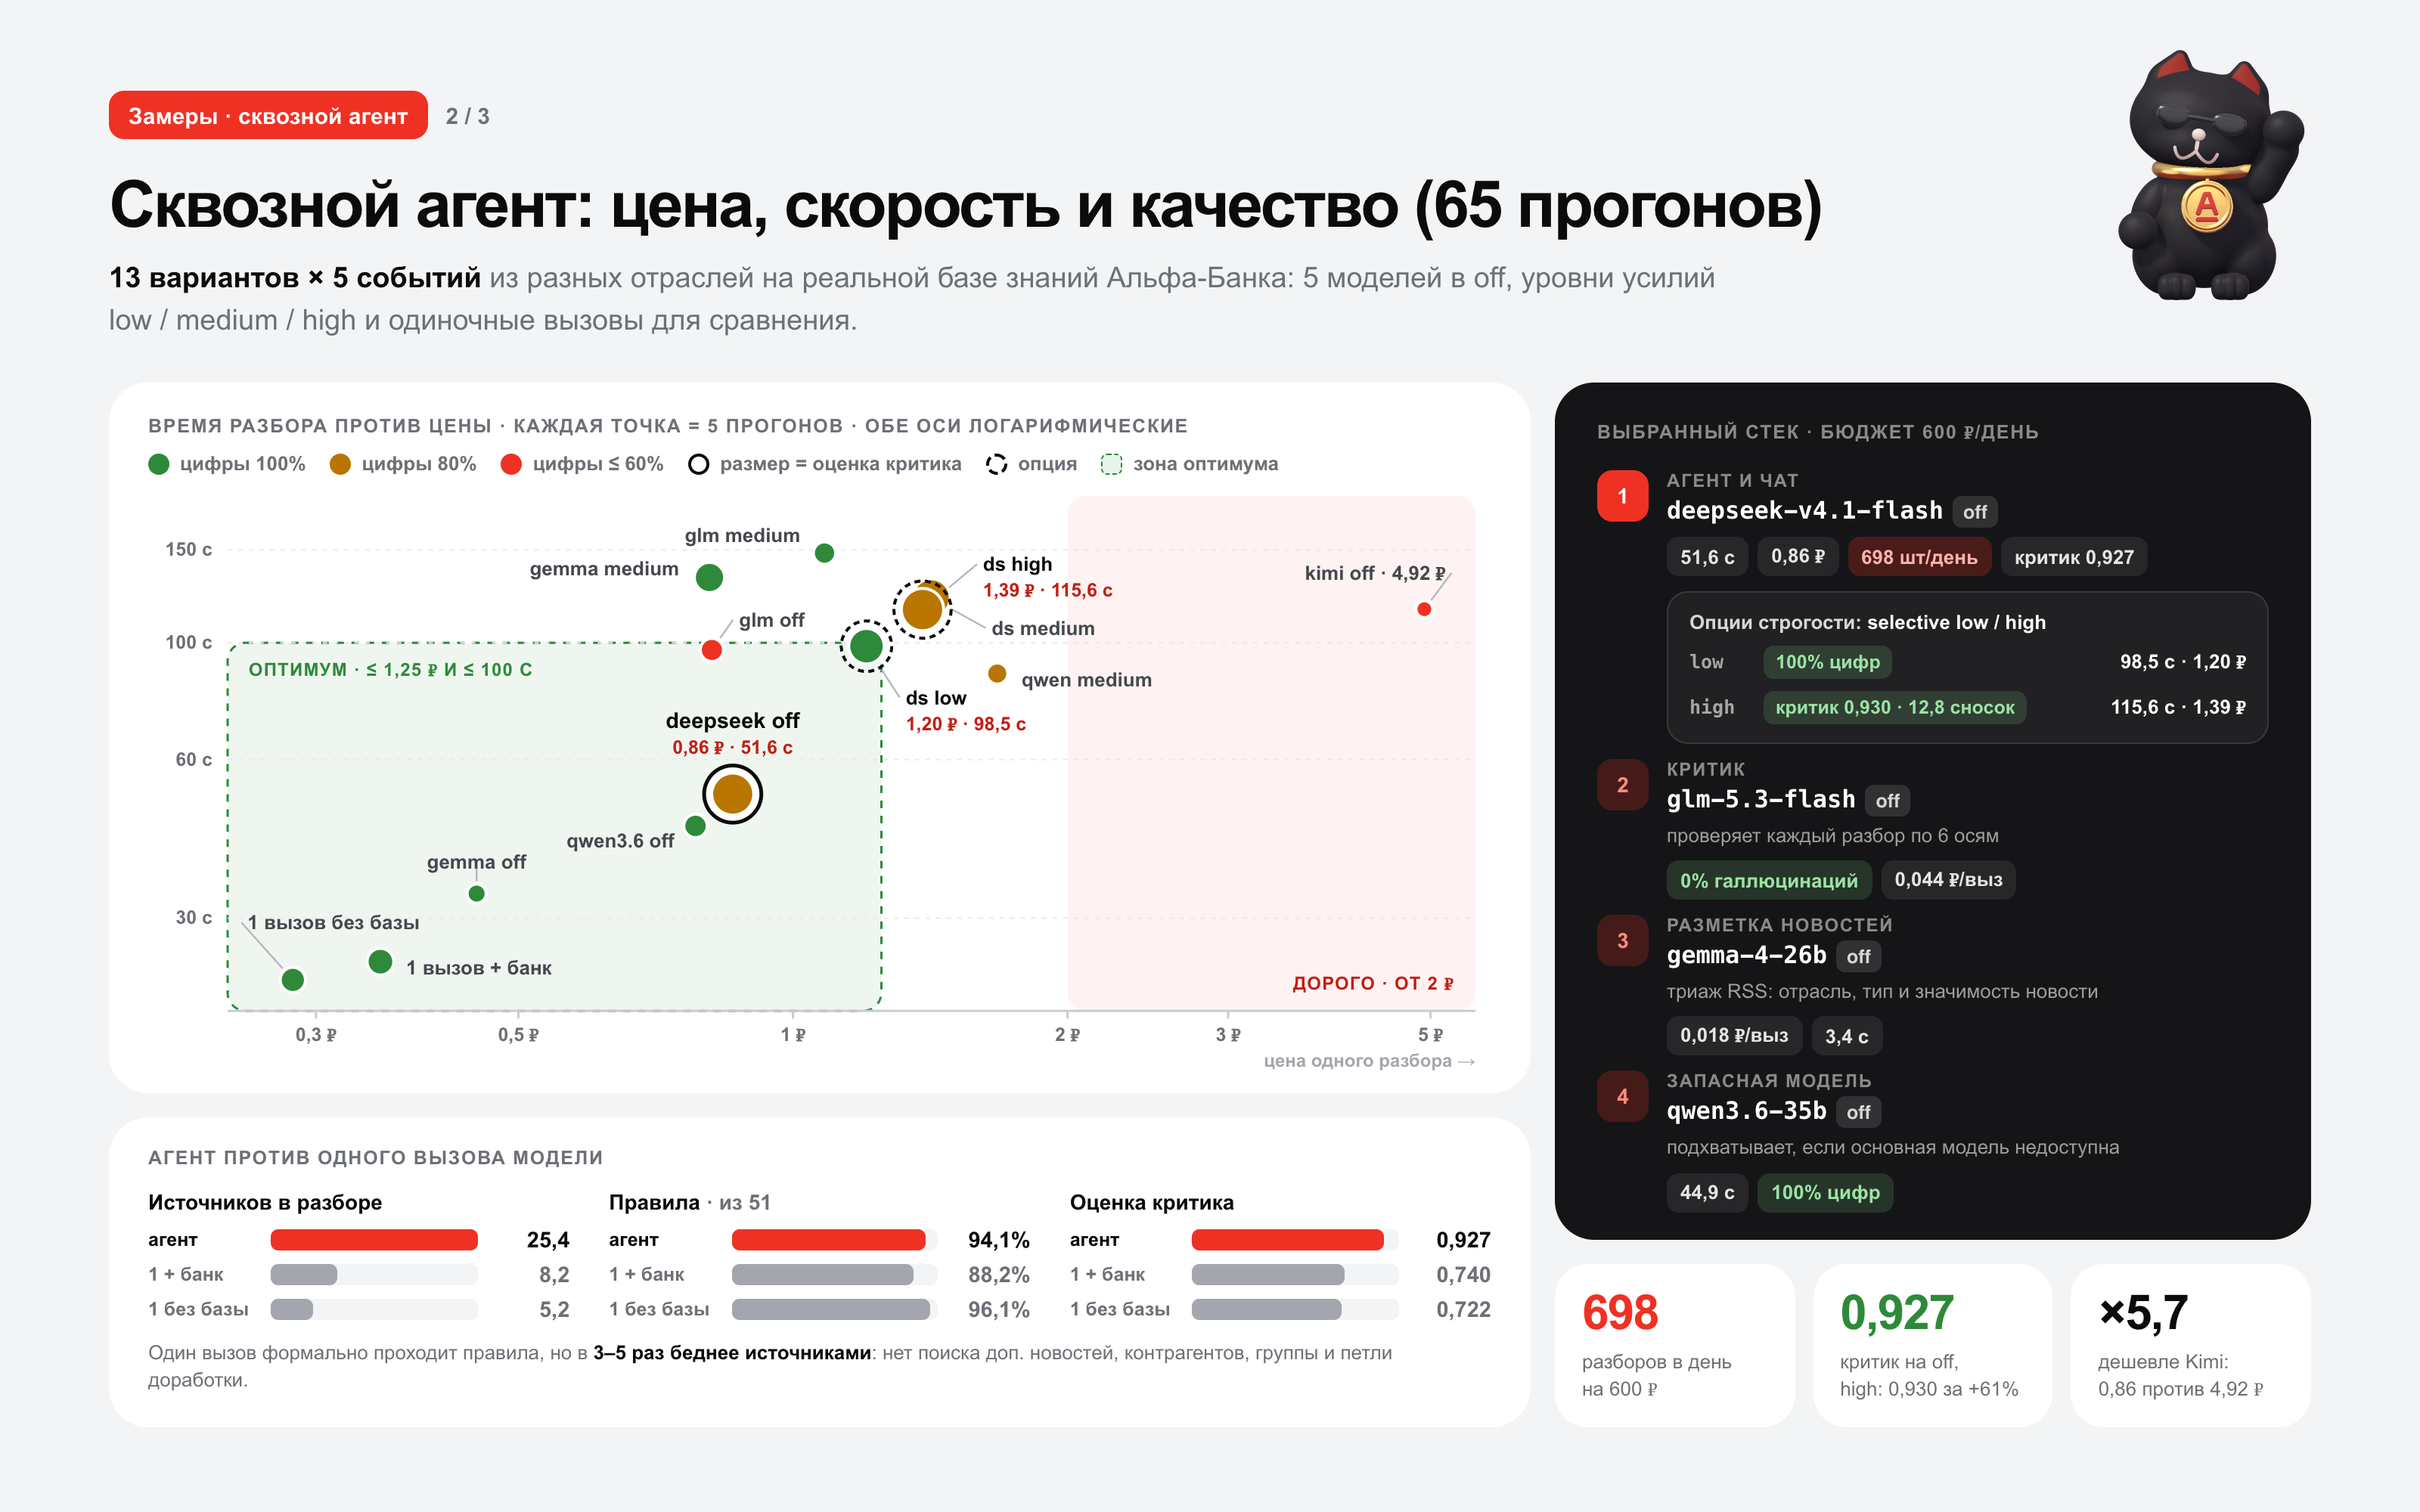 Замеры · сквозной агент 2 / 3
Сквозной агент: цена, скорость и качество (65 прогонов)
13 вариантов × 5 событий из разных отраслей на реальной базе знаний Альфа-Банка: 5 моделей в off, уровни усилий
low / medium / high и одиночные вызовы для сравнения.
ВРЕМЯ РАЗБОРА ПРОТИВ ЦЕНЫ · КАЖДАЯ ТОЧКА = 5 ПРОГОНОВ · ОБЕ ОСИ ЛОГАРИФМИЧЕСКИЕ
цифры 100% цифры 80% цифры ≤ 60% размер = оценка критика опция зона оптимума
glm medium
150 с
gemma medium
ds high
1,39 ₽ · 115,6 с
kimi off · 4,92 ₽
glm off
ds medium
100 с
ОПТИМУМ · ≤ 1,25 ₽ И ≤ 100 С
qwen medium
ds low
1,20 ₽ · 98,5 с
deepseek off
0,86 ₽ · 51,6 с
60 с
qwen3.6 off
gemma off
30 с
1 вызов без базы
1 вызов + банк
ДОРОГО · ОТ 2 ₽
0,3 ₽ 0,5 ₽ 1 ₽ 2 ₽ 3 ₽ 5 ₽
цена одного разбора →
АГЕНТ ПРОТИВ ОДНОГО ВЫЗОВА МОДЕЛИ
Источников в разборе
агент 25,4
1 + банк 8,2
1 без базы 5,2
Правила · из 51
агент 94,1%
1 + банк 88,2%
1 без базы 96,1%
Оценка критика
агент 0,927
1 + банк 0,740
1 без базы 0,722
Один вызов формально проходит правила, но в 3–5 раз беднее источниками: нет поиска доп. новостей, контрагентов, группы и петли
доработки.
ВЫБРАННЫЙ СТЕК · БЮДЖЕТ 600 ₽/ДЕНЬ
1
АГЕНТ И ЧАТ
deepseek-v4.1-flash off
51,6 с 0,86 ₽ 698 шт/день критик 0,927
Опции строгости: selective low / high
low 100% цифр 98,5 с · 1,20 ₽
high критик 0,930 · 12,8 сносок 115,6 с · 1,39 ₽
2
КРИТИК
glm-5.3-flash off
проверяет каждый разбор по 6 осям
0% галлюцинаций 0,044 ₽/выз
3
РАЗМЕТКА НОВОСТЕЙ
gemma-4-26b off
триаж RSS: отрасль, тип и значимость новости
0,018 ₽/выз 3,4 с
4
ЗАПАСНАЯ МОДЕЛЬ
qwen3.6-35b off
подхватывает, если основная модель недоступна
44,9 с 100% цифр
698
разборов в день
на 600 ₽
0,927
критик на off,
high: 0,930 за +61%
×5,7
дешевле Kimi:
0,86 против 4,92 ₽